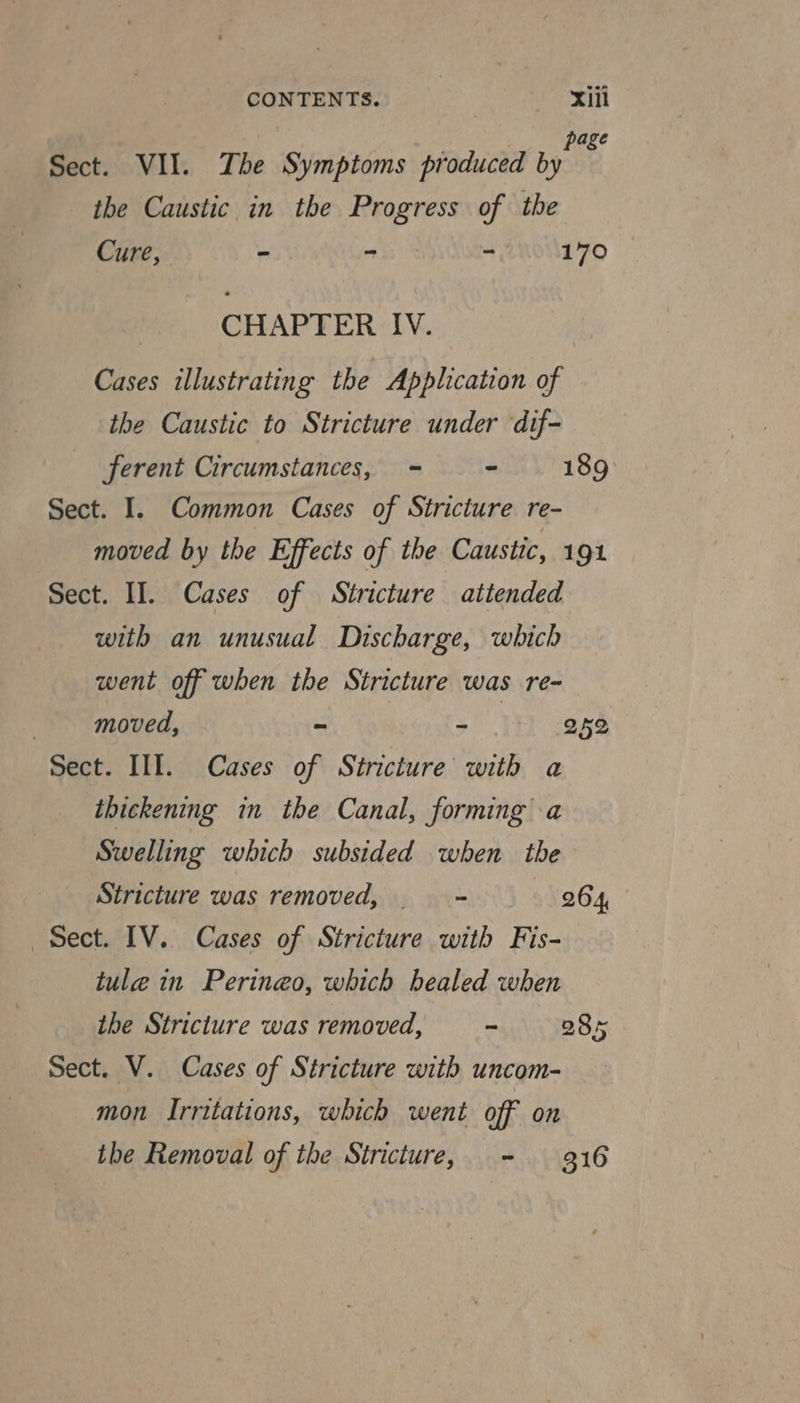 CONTENTS. xiii
page
Sect. VII. The Symptoms produced by
the Caustic in the Progress of the
Cure, - - - 170
CHAPTER IV.
Cases illustrating the Application of
the Caustic to Stricture under dif-
ferent Circumstances, - - 189
Sect. I. Common Cases of Stricture re-
moved by the Effects of the Caustic, 191
Sect. II. Cases of Stricture attended
with an unusual Discharge, which
went off when the Stricture was re-
moved, - - 252
Sect. III. Cases of Stricture with a
thickening in the Canal, forming a
Swelling which subsided when the
Stricture was removed, - 264
Sect. IV. Cases of Stricture with Fis-
tulæ in Perinæo, which healed when
the Stricture was removed, - 285
Sect. V. Cases of Stricture with uncom-
mon Irritations, which went off on
the Removal of the Stricture, - 316